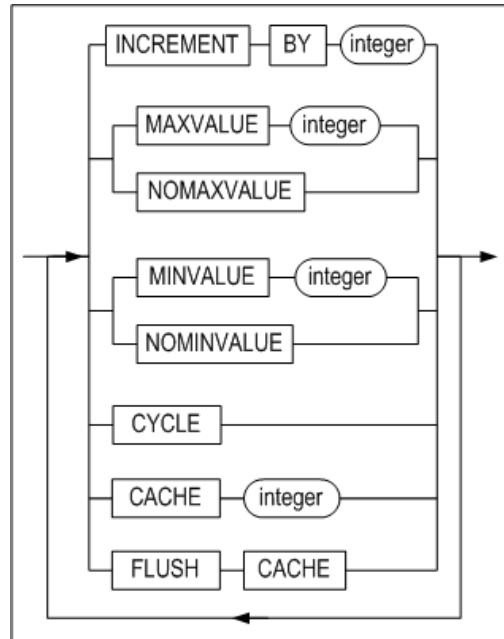 INCREMENT BY integer
MAXVALUE integer
NOMAXVALUE
MINVALUE integer
NOMINVALUE
CYCLE
CACHE integer
FLUSH CACHE